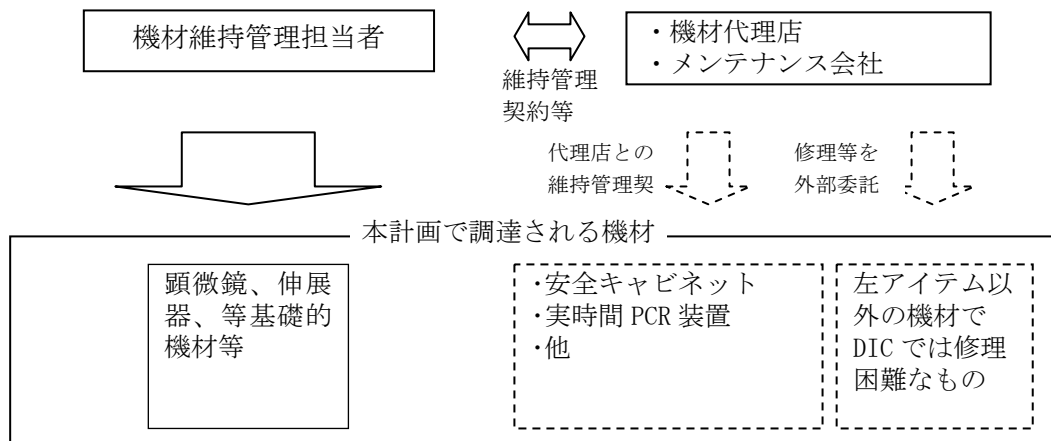 機材維持管理担当者
・機材代理店
・メンテナンス会社
維持管理
契約等
代理店との
維持管理契
修理等を
外部委託
本計画で調達される機材
顕微鏡、伸展
器、等基礎的
機材等
・安全キャビネット
・実時間 PCR 装置
・他
左アイテム以
外の機材で
DIC では修理
困難なもの